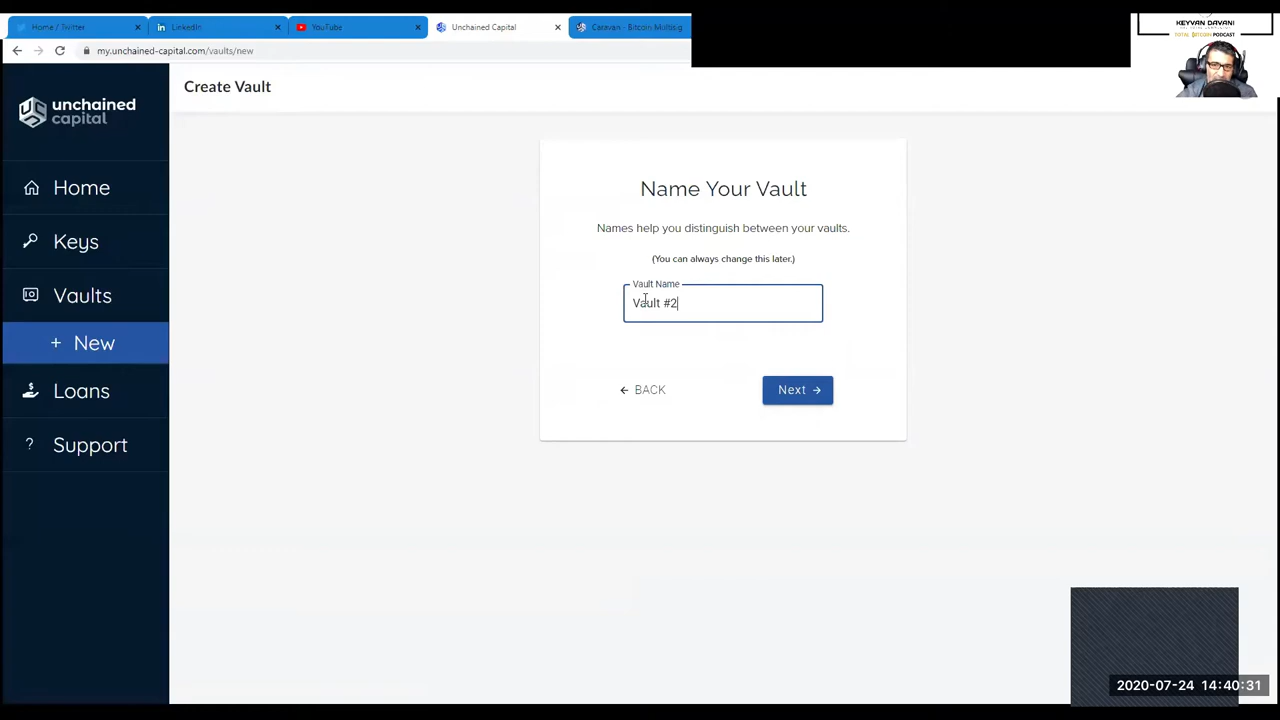 Home / Twitter
LinkedIn
YouTube
Unchained Capital
Caravan - Bitcoin Multisig
my.unchained-capital.com/vaults/new
KEYVAN DAVANI
TOTAL BITCOIN PODCAST
unchained
capital
Create Vault
Home
Keys
Vaults
+ New
Loans
? Support
Name Your Vault
Names help you distinguish between your vaults.
(You can always change this later.)
Vault Name
Vault #2
← BACK
Next →
2020-07-24 14:40:31